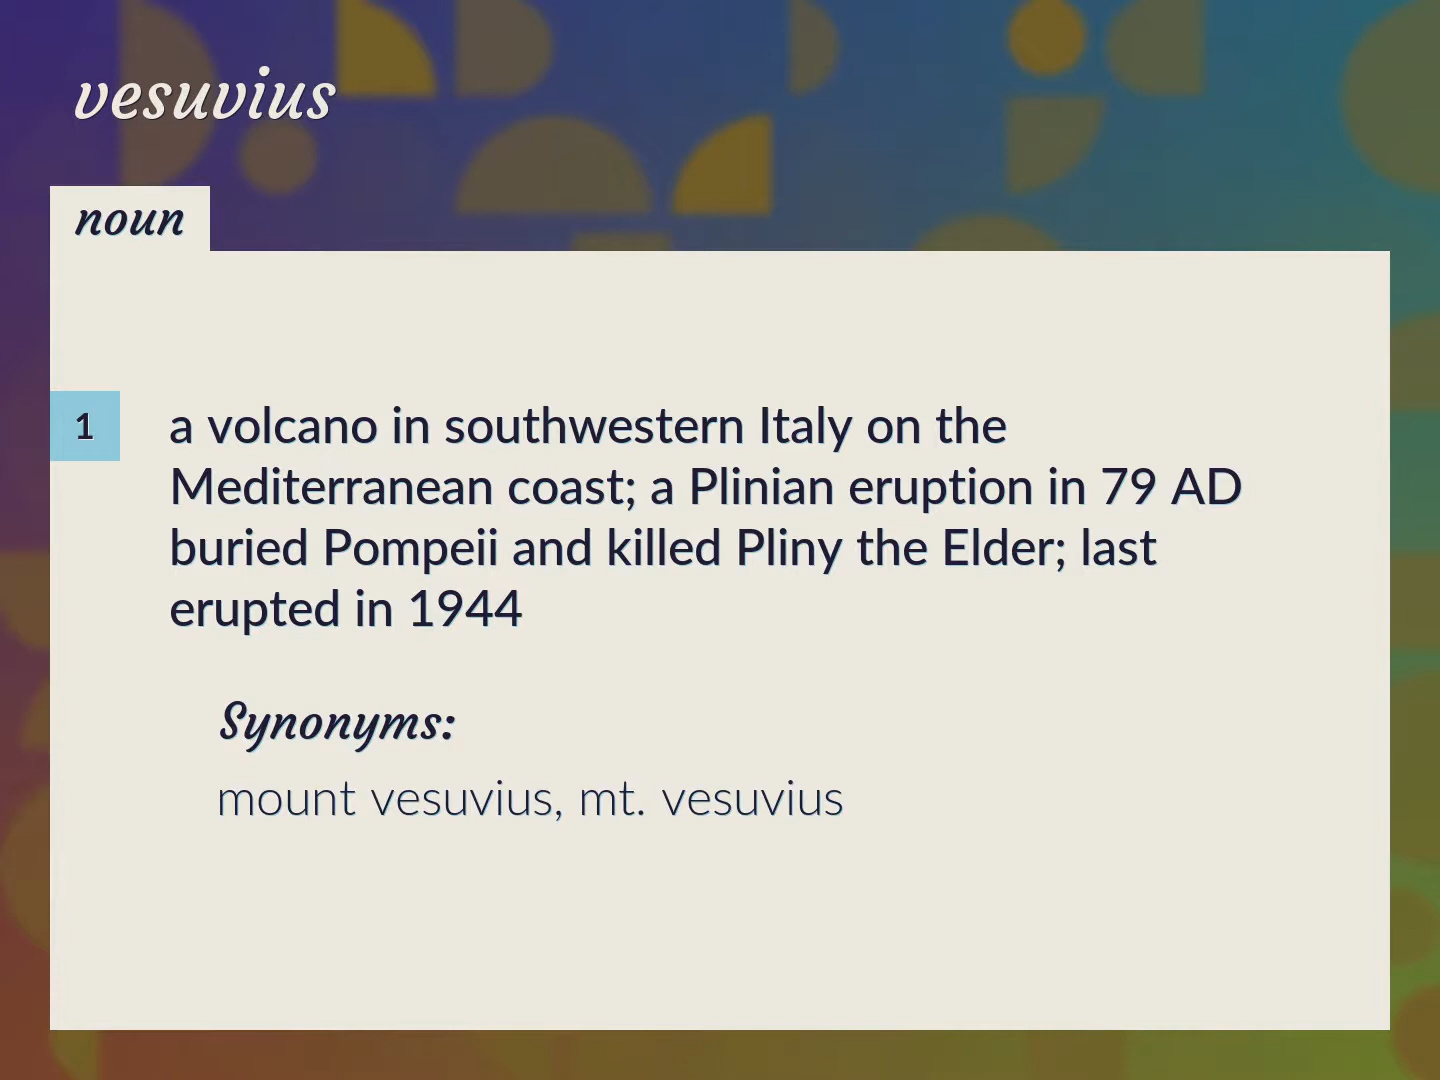 vesuvius
noun
1
a volcano in southwestern Italy on the
Mediterranean coast; a Plinian eruption in 79 AD
buried Pompeii and killed Pliny the Elder; last
erupted in 1944
Synonyms:
mount vesuvius, mt. vesuvius